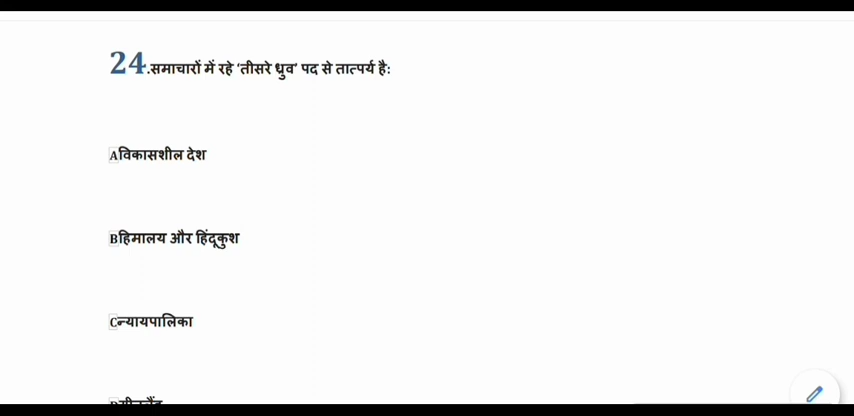 24.समाचारों में रहे 'तीसरे ध्रुव' पद से तात्पर्य है:
Aविकासशील देश
Bहिमालय और हिंदूकुश
Cन्यायपालिका